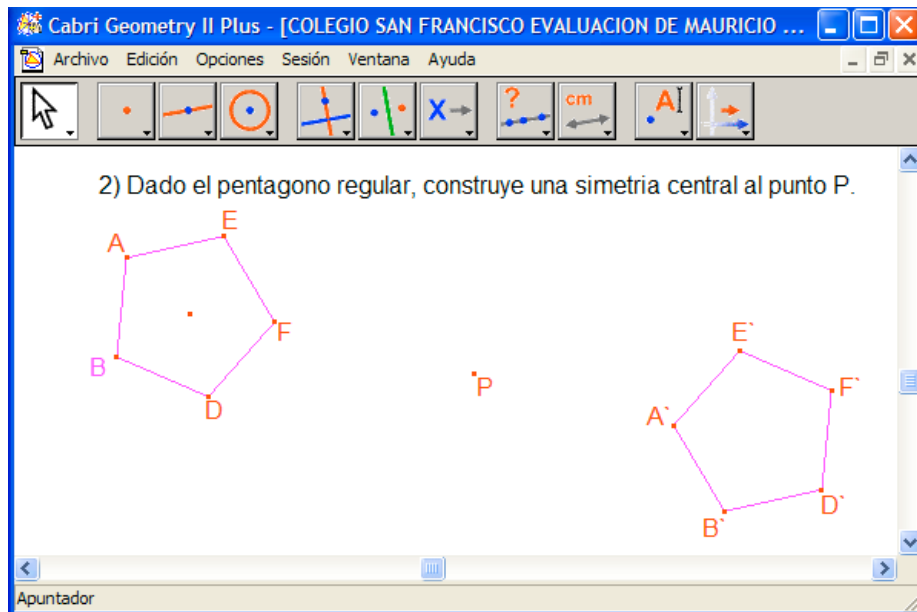 Cabri Geometry II Plus - [COLEGIO SAN FRANCISCO EVALUACION DE MAURICIO ...
Archivo Edición Opciones Sesión Ventana Ayuda
X ? cm A
2) Dado el pentagono regular, construye una simetria central al punto P.
E
A
F
B
D
P
E`
F`
A`
D`
B`
Apuntador